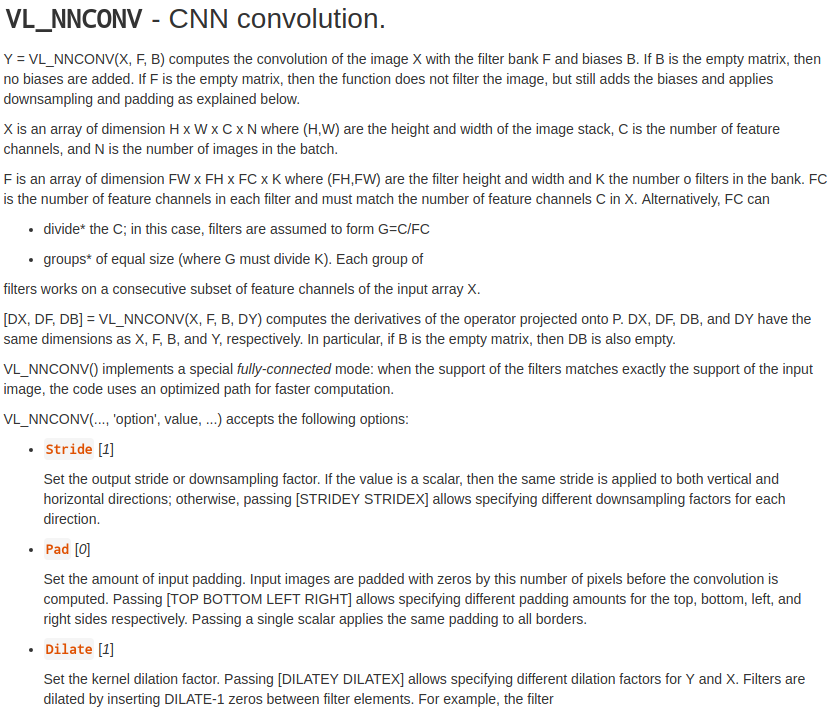 VL_NNCONV - CNN convolution.
Y = VL_NNCONV(X, F, B) computes the convolution of the image X with the filter bank F and biases B. If B is the empty matrix, then
no biases are added. If F is the empty matrix, then the function does not filter the image, but still adds the biases and applies
downsampling and padding as explained below.
X is an array of dimension H x W x C x N where (H,W) are the height and width of the image stack, C is the number of feature
channels, and N is the number of images in the batch.
F is an array of dimension FW x FH x FC x K where (FH,FW) are the filter height and width and K the number o filters in the bank. FC
is the number of feature channels in each filter and must match the number of feature channels C in X. Alternatively, FC can
• divide* the C; in this case, filters are assumed to form G=C/FC
• groups* of equal size (where G must divide K). Each group of
filters works on a consecutive subset of feature channels of the input array X.
[DX, DF, DB] = VL_NNCONV(X, F, B, DY) computes the derivatives of the operator projected onto P. DX, DF, DB, and DY have the
same dimensions as X, F, B, and Y, respectively. In particular, if B is the empty matrix, then DB is also empty.
VL_NNCONV() implements a special fully-connected mode: when the support of the filters matches exactly the support of the input
image, the code uses an optimized path for faster computation.
VL_NNCONV(..., 'option', value, ...) accepts the following options:
• Stride [1]
Set the output stride or downsampling factor. If the value is a scalar, then the same stride is applied to both vertical and
horizontal directions; otherwise, passing [STRIDEY STRIDEX] allows specifying different downsampling factors for each
direction.
• Pad [0]
Set the amount of input padding. Input images are padded with zeros by this number of pixels before the convolution is
computed. Passing [TOP BOTTOM LEFT RIGHT] allows specifying different padding amounts for the top, bottom, left, and
right sides respectively. Passing a single scalar applies the same padding to all borders.
• Dilate [1]
Set the kernel dilation factor. Passing [DILATEY DILATEX] allows specifying different dilation factors for Y and X. Filters are
dilated by inserting DILATE-1 zeros between filter elements. For example, the filter